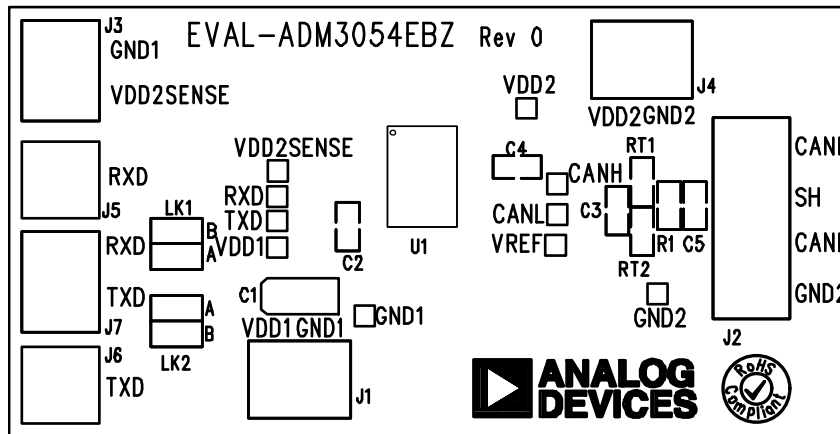 J3
GND1
EVAL-ADM3054EBZ Rev 0
VDD2SENSE
VDD2
J4
VDD2 GND2
RXD
J5
VDD2SENSE
RXD
TXD
VDD1
LK1
B
A
RXD
TXD
J7
A
B
LK2
J6
TXD
C2
C1
VDD1 GND1
GND1
J1
U1
C4
CANH
CANL
VREF
RT1
C3
R1
C5
RT2
GND2
SH
GND2
J2
ANALOG
DEVICES
RoHS
Compliant